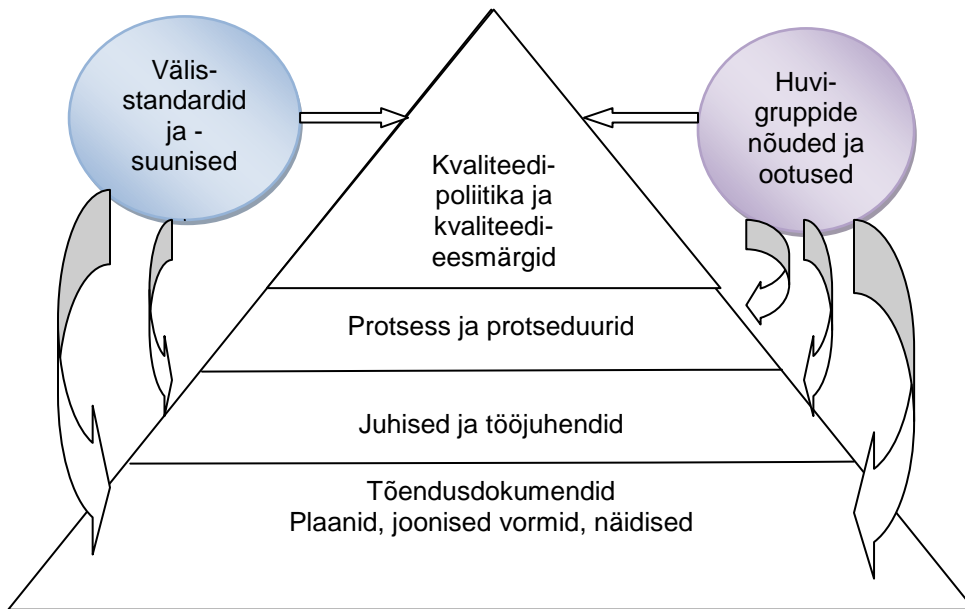 Välis-
standardid
ja -
suunised
Huvi-
gruppide
nõuded ja
ootused
Kvaliteedi-
poliitika ja
kvaliteedi-
eesmärgid
Protsess ja protseduurid
Juhised ja tööjuhendid
Tõendusdokumendid
Plaanid, joonised vormid, näidised